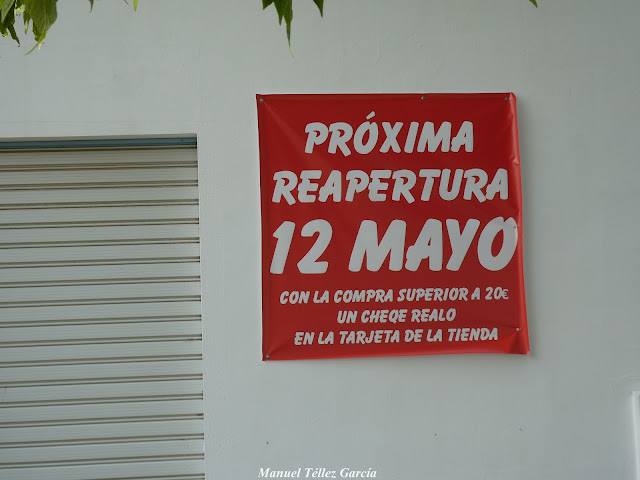 PRÓXIMA
REAPERTURA
12 MAYO
CON LA COMPRA SUPERIOR A 20€
UN CHEQE REALO
EN LA TARJETA DE LA TIENDA
Manuel Téllez García